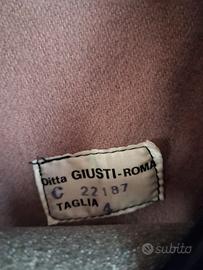 Ditta GIUSTI-ROMA
C 22187
TAGLIA 4
subito